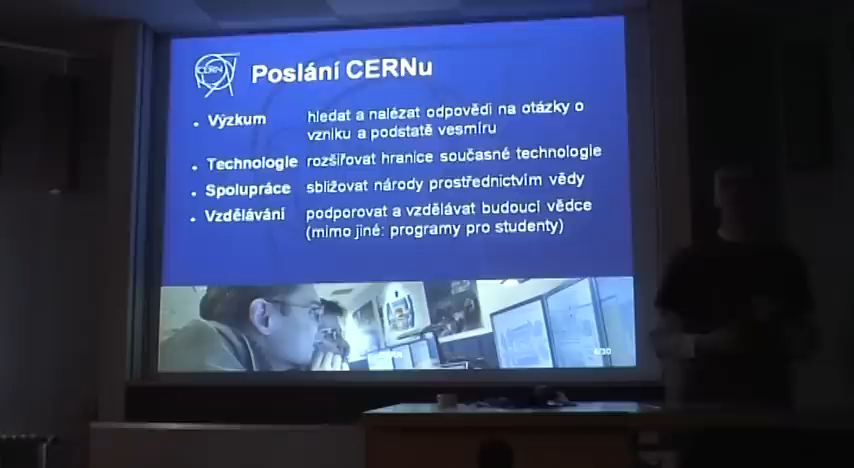 CERN
Poslání CERNu
• Výzkum hledat a nalézat odpovědi na otázky o
vzniku a podstatě vesmíru
• Technologie rozšiřovat hranice současné technologie
• Spolupráce sbližovat národy prostřednictvím vědy
• Vzdělávání podporovat a vzdělávat budoucí vědce
(mimo jiné: programy pro studenty)